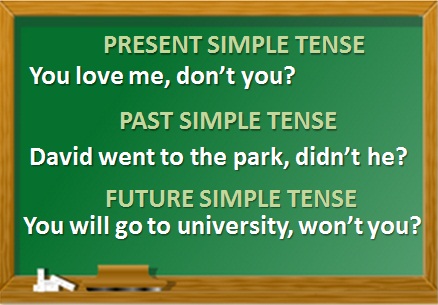 PRESENT SIMPLE TENSE
You love me, don’t you?
PAST SIMPLE TENSE
David went to the park, didn’t he?
FUTURE SIMPLE TENSE
You will go to university, won’t you?